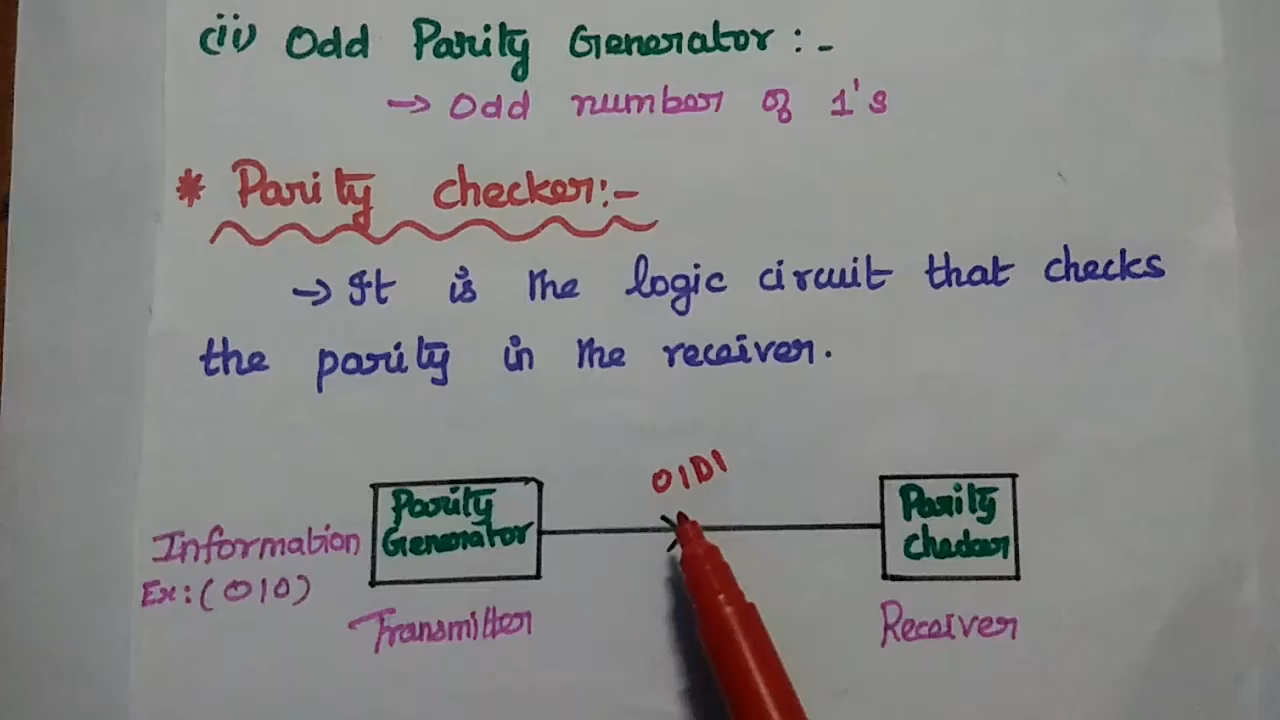 (ii) Odd Parity Generator :-
→ Odd number of 1's
* Parity checker:-
→ It is the logic circuit that checks
the parity in the receiver.
0101
Parity
Generator
Parity
Checker
Information
Ex: (010)
Transmitter
Receiver